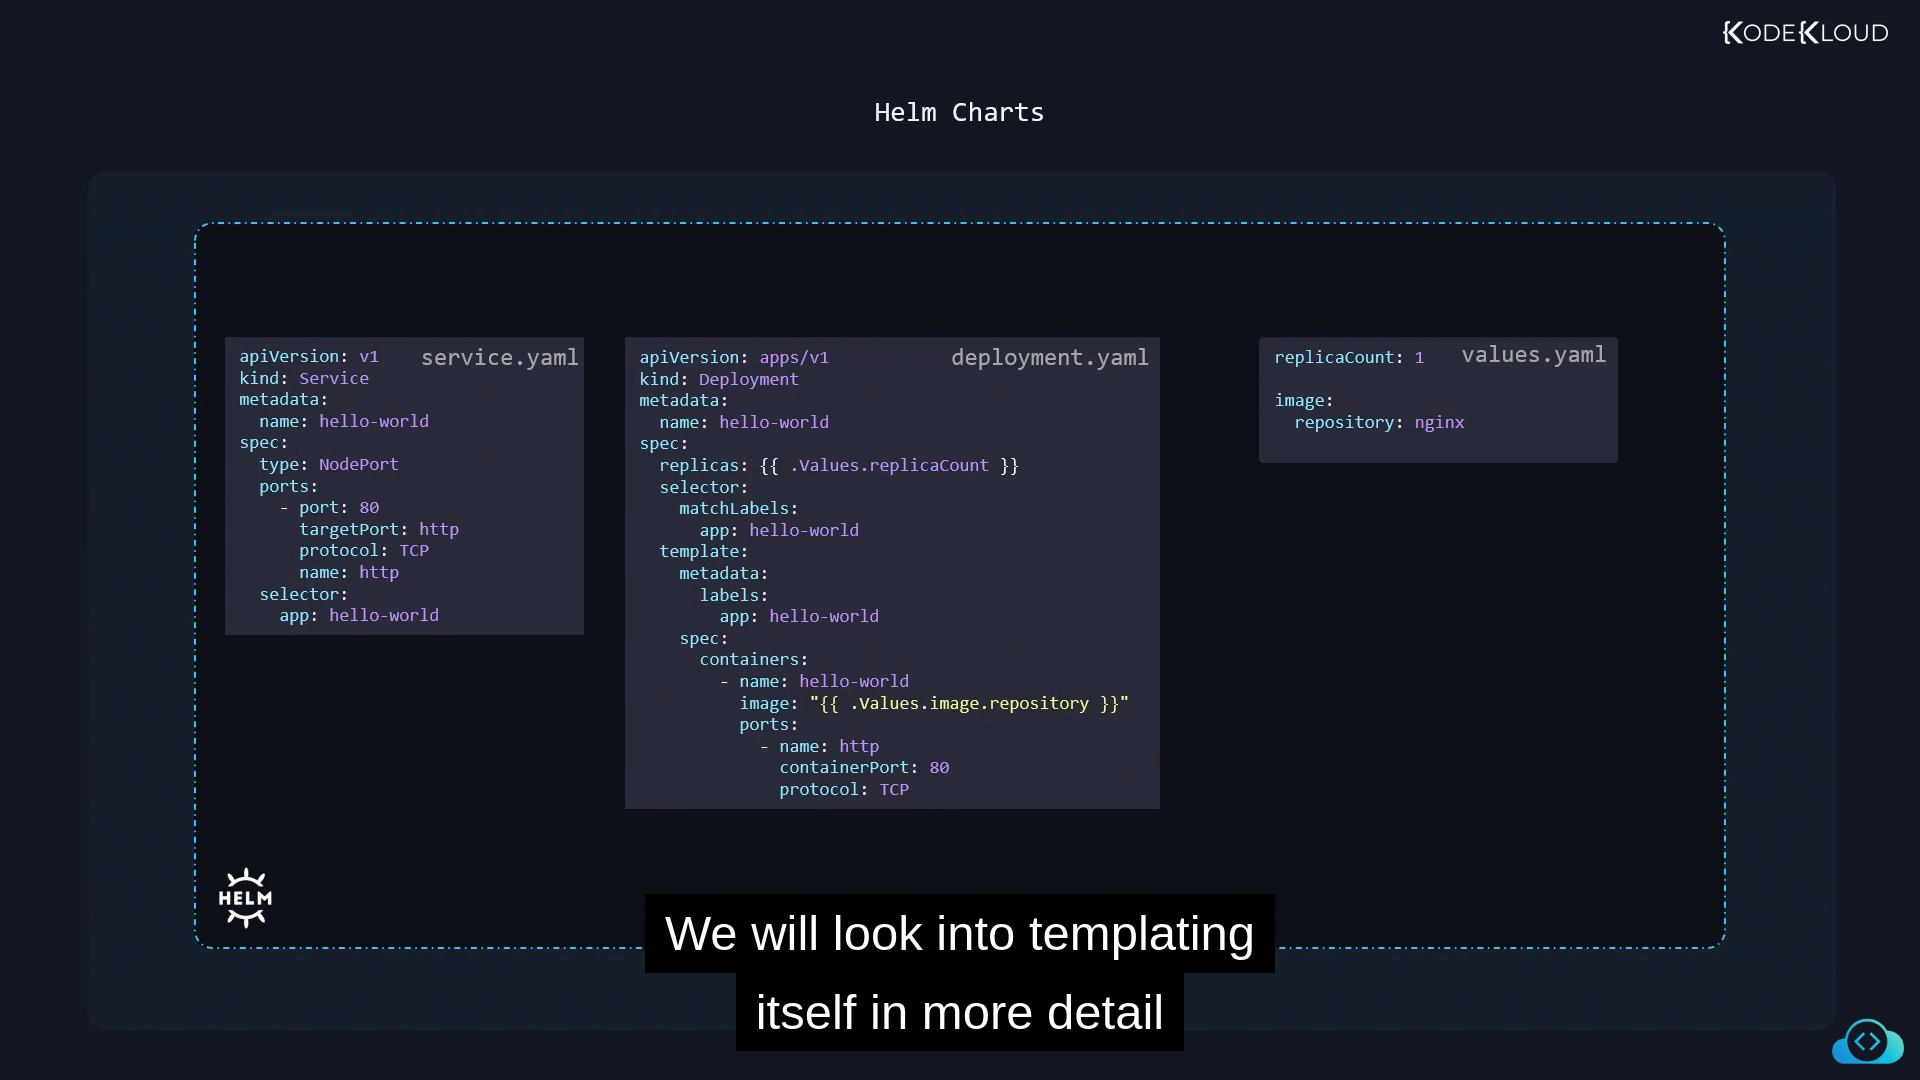 KODEKLOUD
Helm Charts
service.yaml
apiVersion: v1
kind: Service
metadata:
  name: hello-world
spec:
  type: NodePort
  ports:
    - port: 80
      targetPort: http
      protocol: TCP
      name: http
  selector:
    app: hello-world
deployment.yaml
apiVersion: apps/v1
kind: Deployment
metadata:
  name: hello-world
spec:
  replicas: {{ .Values.replicaCount }}
  selector:
    matchLabels:
      app: hello-world
  template:
    metadata:
      labels:
        app: hello-world
    spec:
      containers:
        - name: hello-world
          image: "{{ .Values.image.repository }}"
          ports:
            - name: http
              containerPort: 80
              protocol: TCP
values.yaml
replicaCount: 1
image:
  repository: nginx
HELM
We will look into templating
itself in more detail